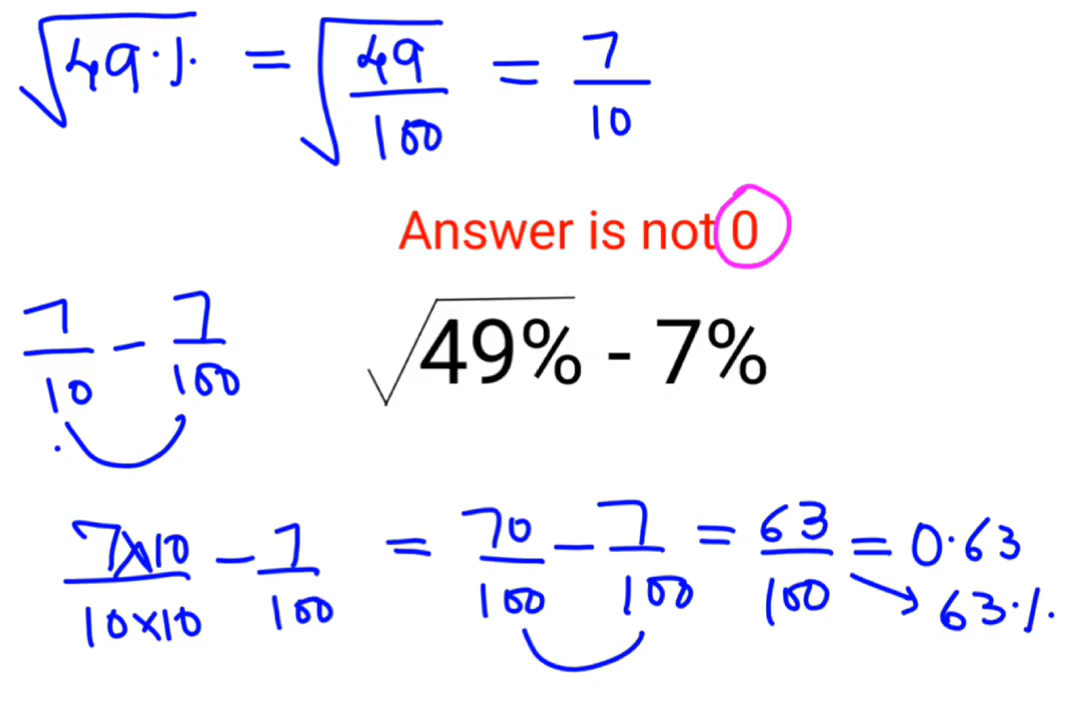 √49% = √49/100 = 7/10
Answer is not 0
√49% - 7%
7/10 - 7/100
7×10/10×10 - 7/100 = 70/100 - 7/100 = 63/100 = 0.63
→ 63%